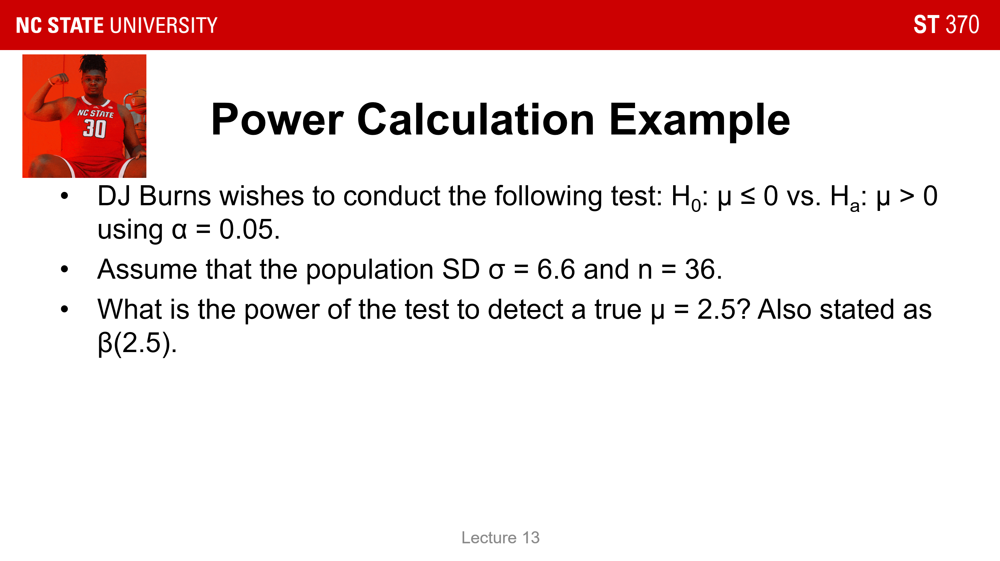 NC STATE UNIVERSITY
ST 370
NC STATE
30
Power Calculation Example
• DJ Burns wishes to conduct the following test: H₀: μ ≤ 0 vs. Hₐ: μ > 0
using α = 0.05.
• Assume that the population SD σ = 6.6 and n = 36.
• What is the power of the test to detect a true μ = 2.5? Also stated as
β(2.5).
Lecture 13